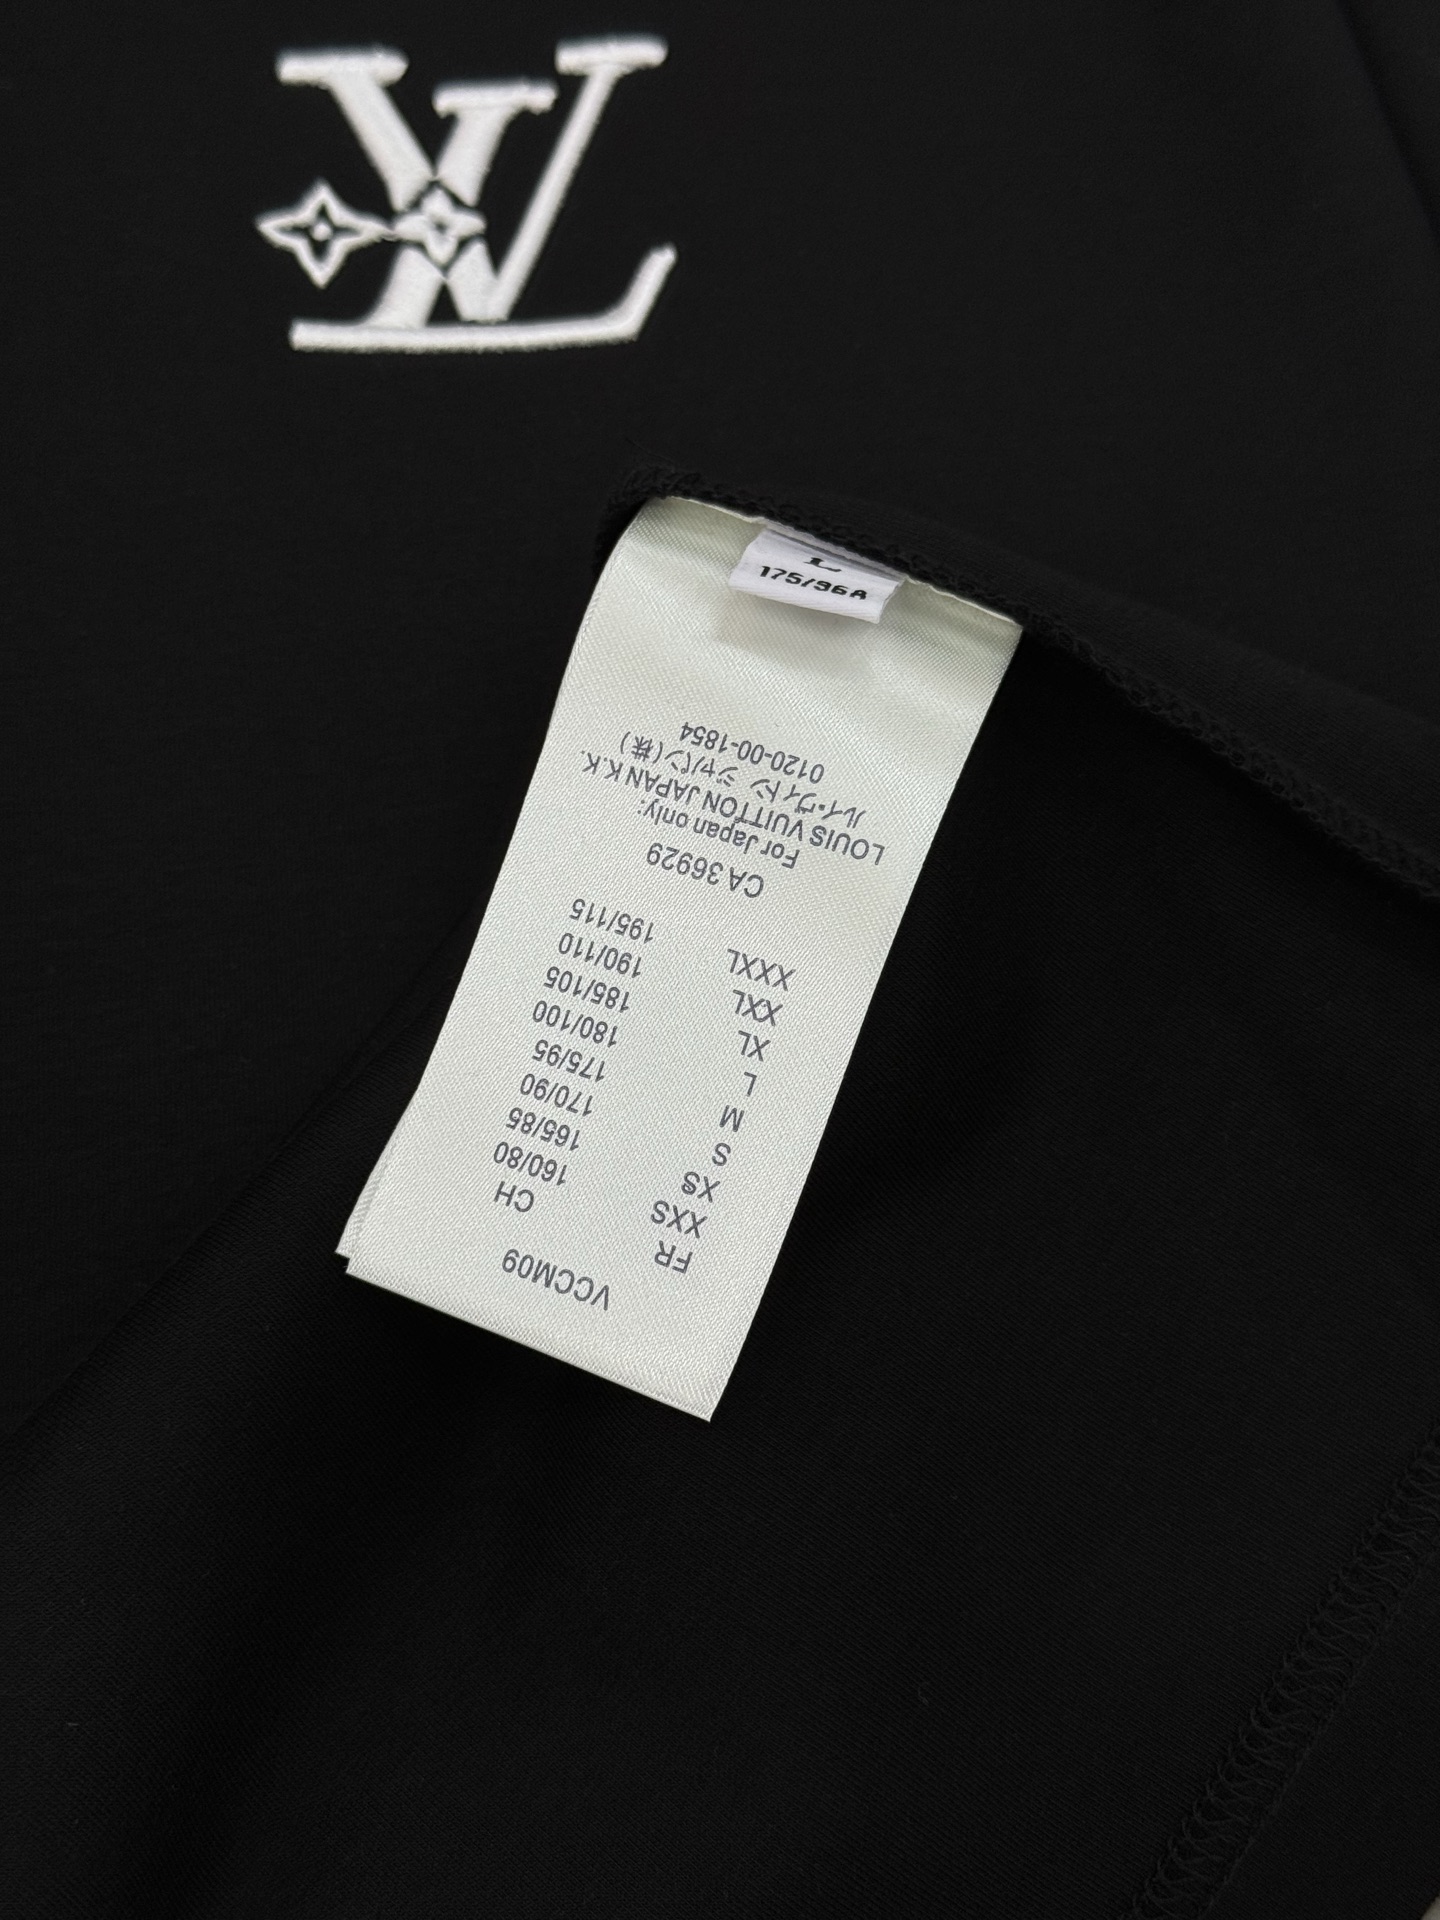 LV
L
175/96A
VCCM09
FR CH
XXS 160/80
XS 165/85
S 170/90
M 175/95
L 180/100
XL 185/105
XXL 190/110
XXXL 195/115
CA 36929
For Japan only:
LOUIS VUITTON JAPAN K.K.
ルイ・ヴィトン ジャパン(株)
0120-00-1854